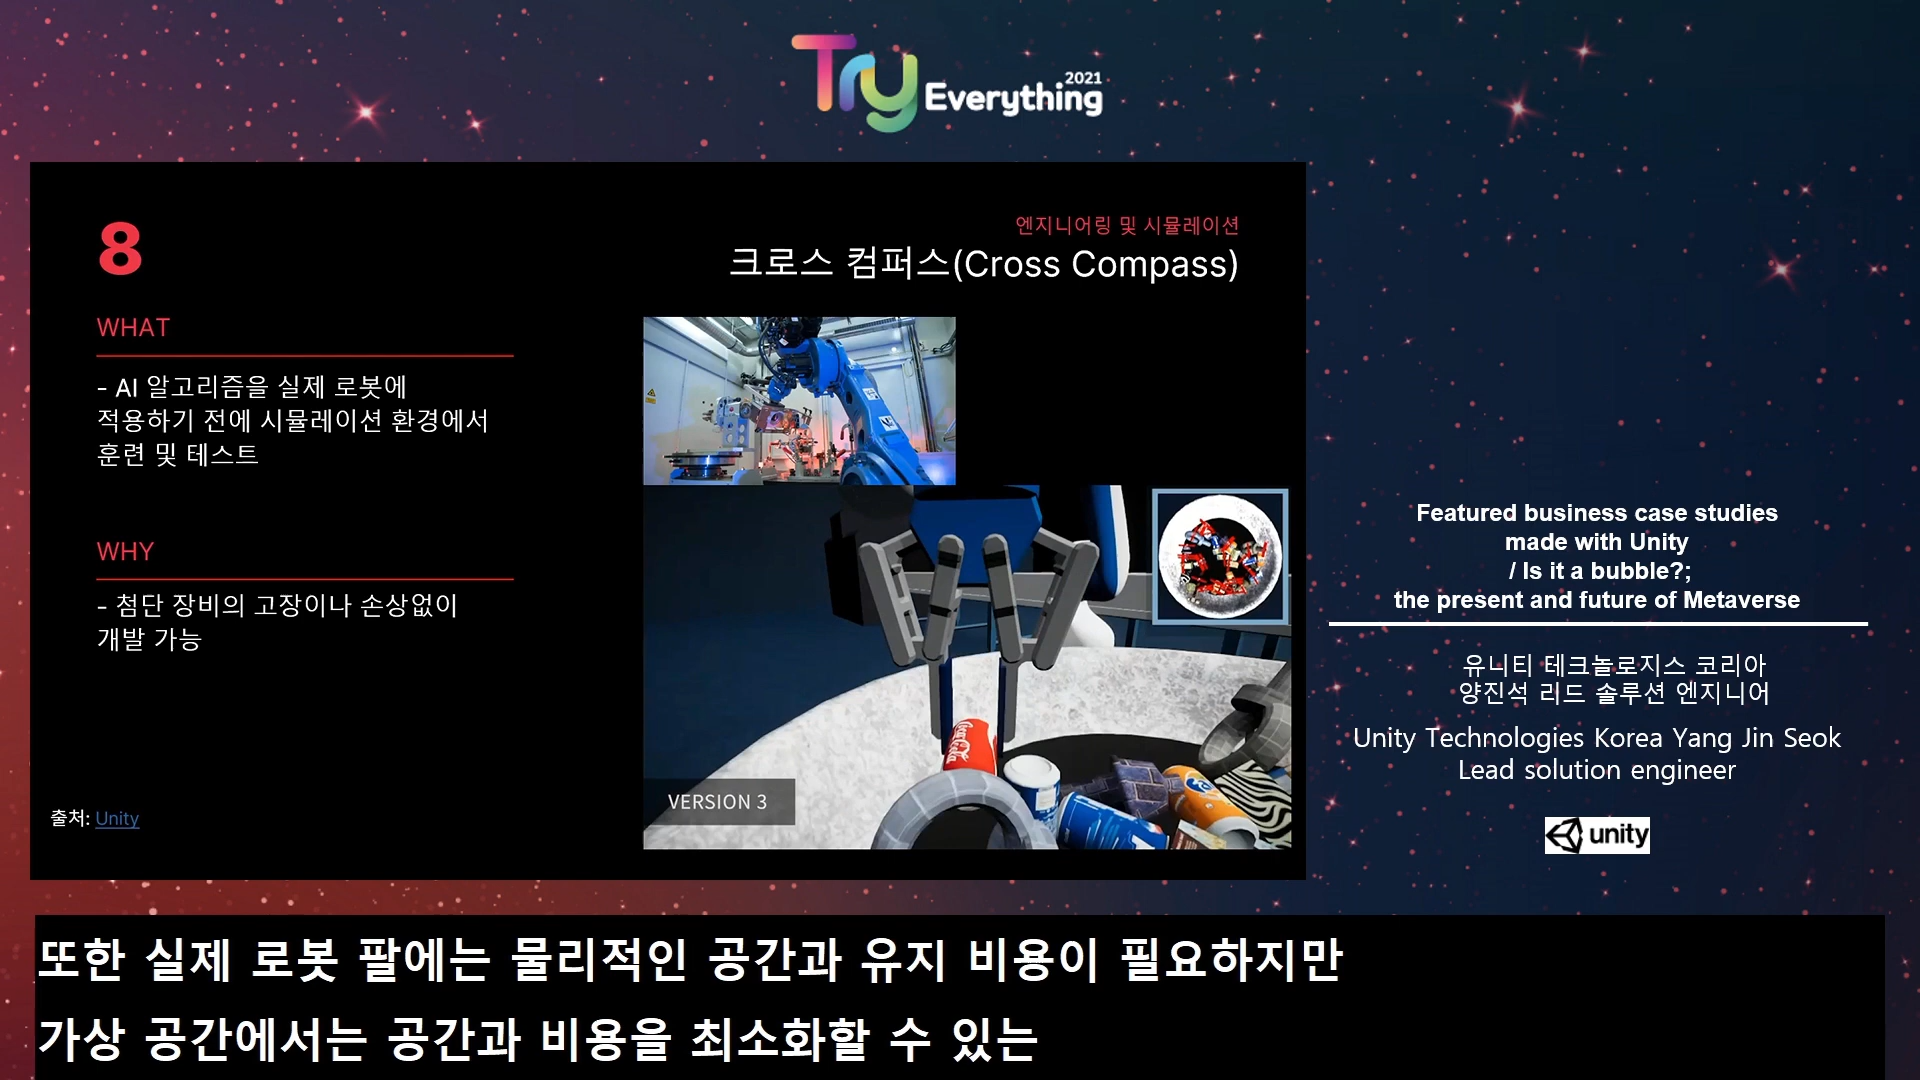 Try Everything 2021
8
엔지니어링 및 시뮬레이션
크로스 컴퍼스(Cross Compass)
WHAT
- AI 알고리즘을 실제 로봇에
적용하기 전에 시뮬레이션 환경에서
훈련 및 테스트
WHY
- 첨단 장비의 고장이나 손상없이
개발 가능
출처: Unity
Coca-Cola
VERSION 3
Featured business case studies
made with Unity
/ Is it a bubble?;
the present and future of Metaverse
유니티 테크놀로지스 코리아
양진석 리드 솔루션 엔지니어
Unity Technologies Korea Yang Jin Seok
Lead solution engineer
unity
또한 실제 로봇 팔에는 물리적인 공간과 유지 비용이 필요하지만
가상 공간에서는 공간과 비용을 최소화할 수 있는